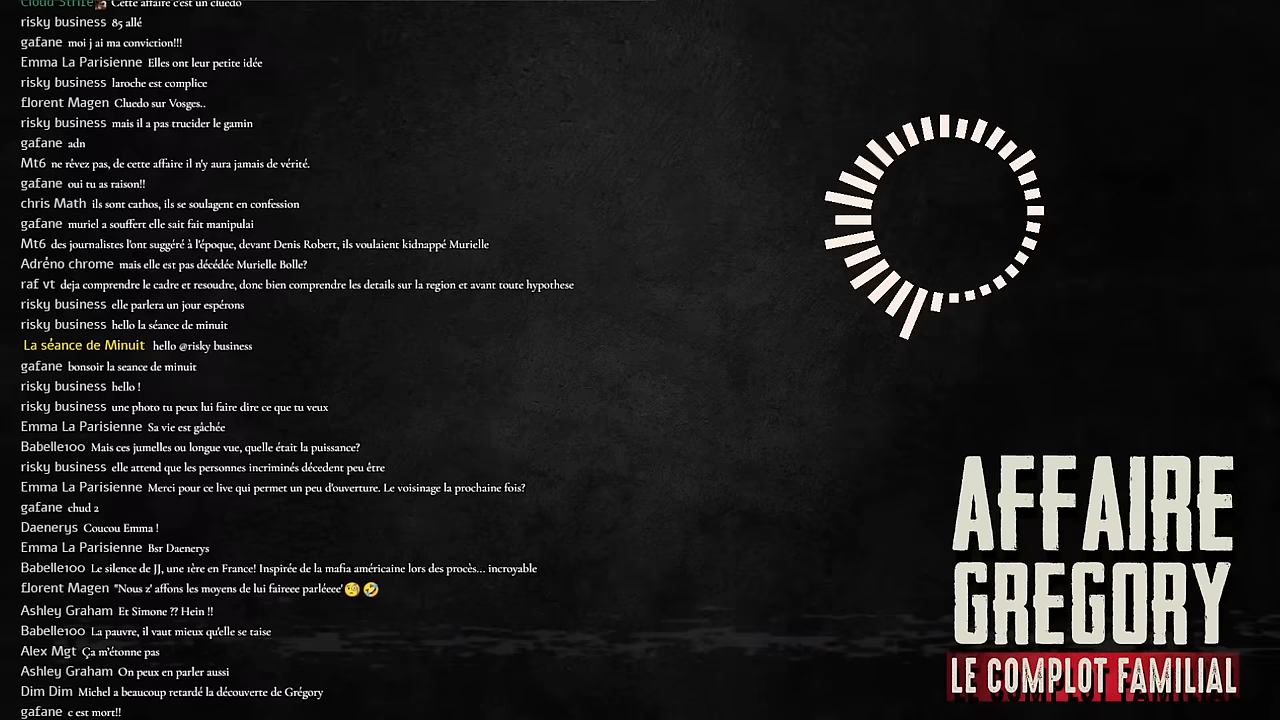 Cloud Strife Cette affaire c'est un cluedo
risky business 85 allé
gafane moi j ai ma conviction!!!
Emma La Parisienne Elles ont leur petite idée
risky business laroche est complice
florent Magen Cluedo sur Vosges..
risky business mais il a pas trucider le gamin
gafane adn
Mt6 ne rêvez pas, de cette affaire il n'y aura jamais de vérité.
gafane oui tu as raison!!
chris Math ils sont cathos, ils se soulagent en confession
gafane muriel a souffert elle sait fait manipulai
Mt6 des journalistes l'ont suggéré à l'époque, devant Denis Robert, ils voulaient kidnappé Murielle
Adréno chrome mais elle est pas décédée Murielle Bolle?
raf vt deja comprendre le cadre et resoudre, donc bien comprendre les details sur la region et avant toute hypothese
risky business elle parlera un jour espérons
risky business hello la séance de minuit
La séance de Minuit hello @risky business
gafane bonsoir la seance de minuit
risky business hello !
risky business une photo tu peux lui faire dire ce que tu veux
Emma La Parisienne Sa vie est gâchée
Babelle100 Mais ces jumelles ou longue vue, quelle était la puissance?
risky business elle attend que les personnes incriminés décedent peu être
Emma La Parisienne Merci pour ce live qui permet un peu d'ouverture. Le voisinage la prochaine fois?
gafane chud 2
Daenerys Coucou Emma !
Emma La Parisienne Bsr Daenerys
Babelle100 Le silence de JJ, une 1ère en France! Inspirée de la mafia américaine lors des procès... incroyable
florent Magen "Nous z' affons les moyens de lui faireee parléeee'🧐🤣
Ashley Graham Et Simone ?? Hein !!
Babelle100 La pauvre, il vaut mieux qu'elle se taise
Alex Mgt Ça m'étonne pas
Ashley Graham On peux en parler aussi
Dim Dim Michel a beaucoup retardé la découverte de Grégory
gafane c est mort!!
AFFAIRE
GREGORY
LE COMPLOT FAMILIAL